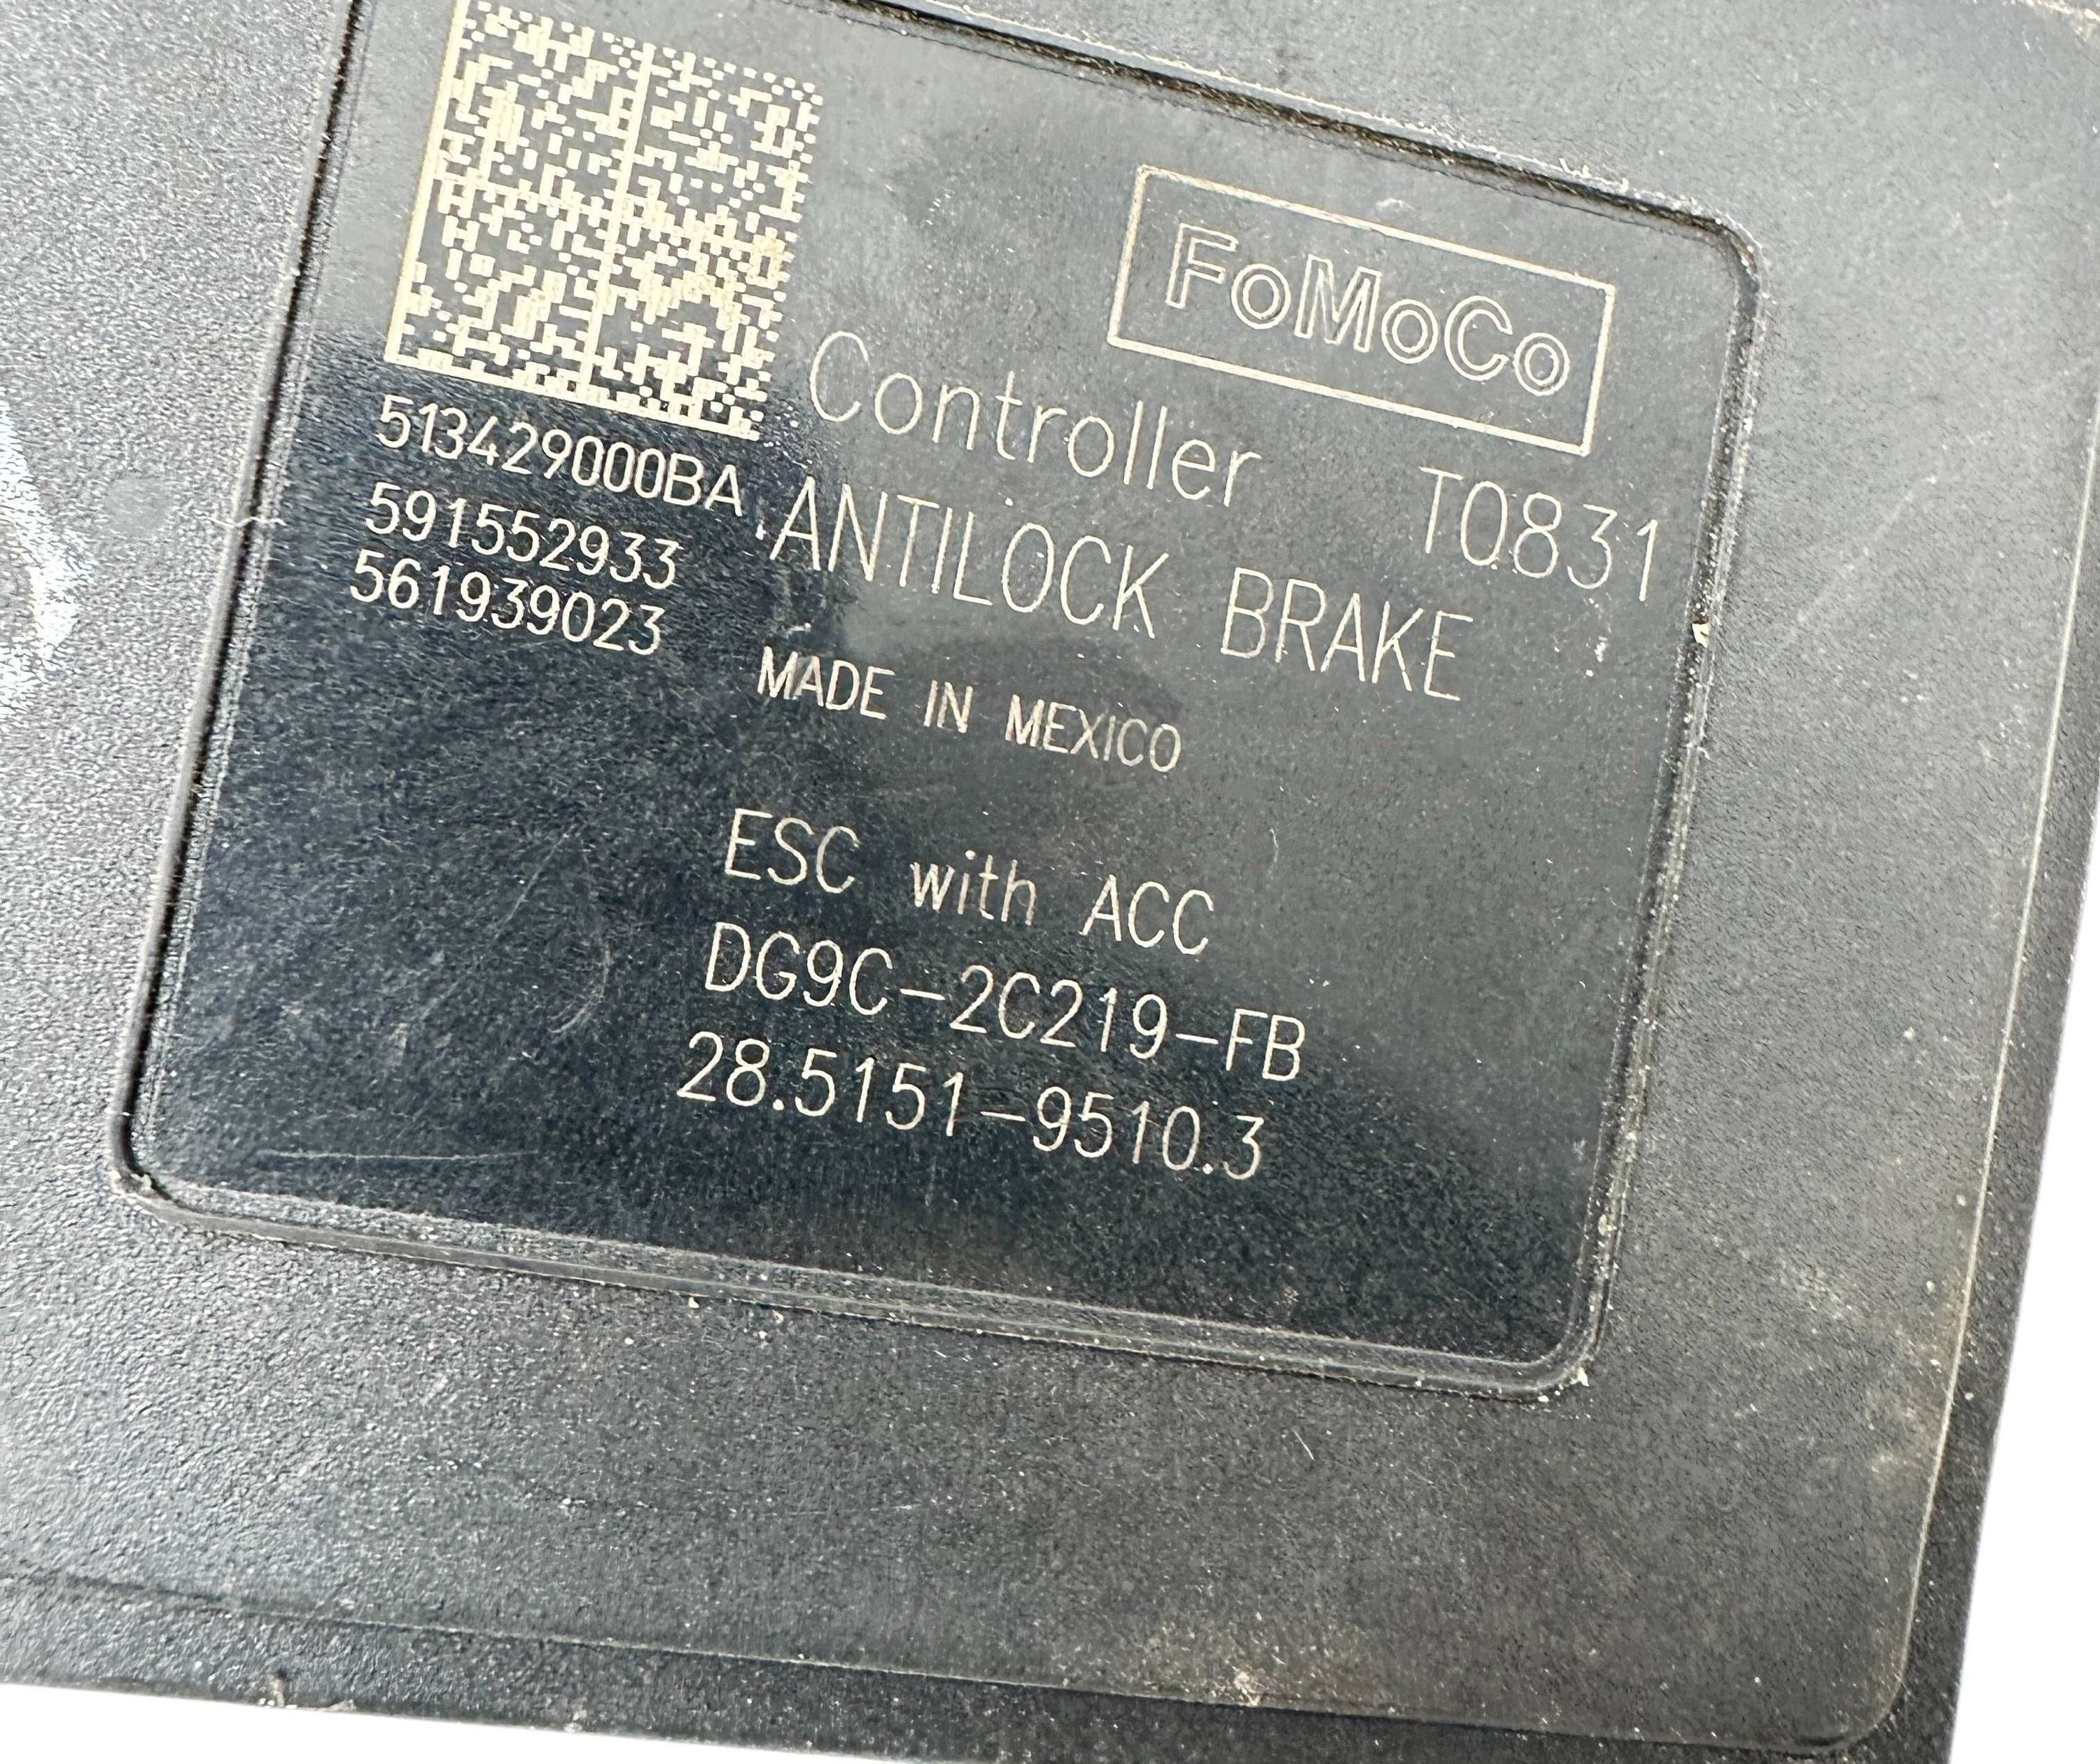 FoMoCo
Controller T0831
ANTILOCK BRAKE
513429000BA
591552933
561939023
MADE IN MEXICO
ESC with ACC
DG9C-2C219-FB
28.5151-9510.3